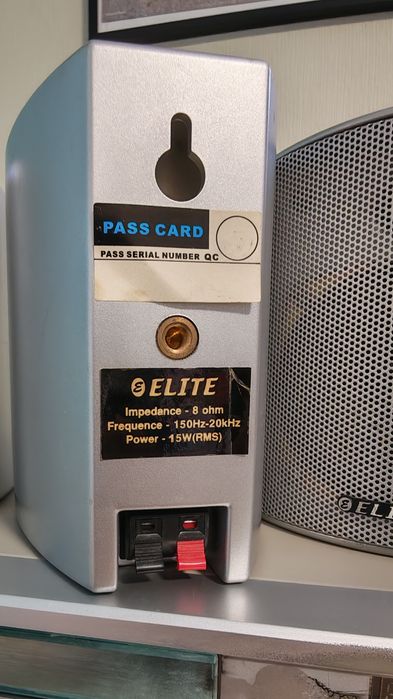 PASS CARD
PASS SERIAL NUMBER QC
ELITE
Impedance - 8 ohm
Frequence - 150Hz-20kHz
Power - 15W(RMS)